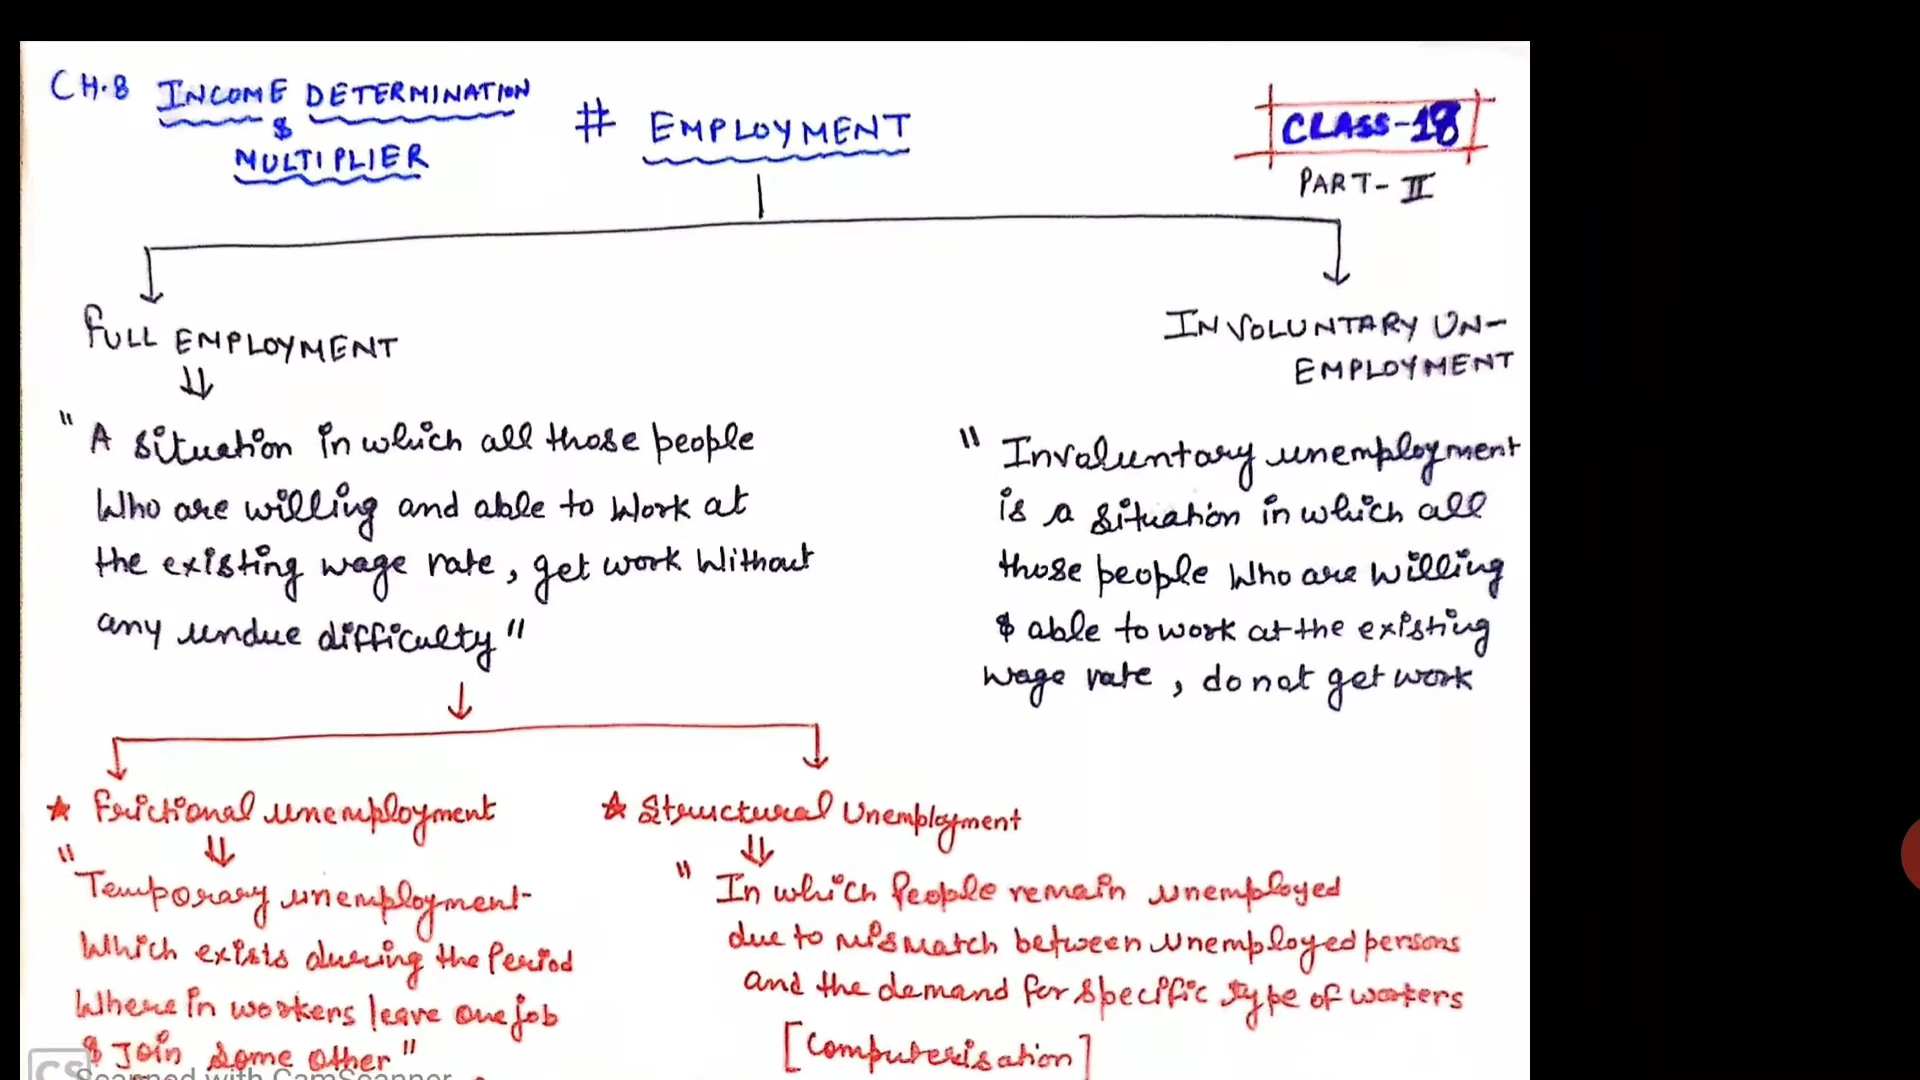 CH.8 INCOME DETERMINATION
&
MULTIPLIER
# EMPLOYMENT
CLASS-18
PART-II
FULL EMPLOYMENT
"A situation in which all those people
Who are willing and able to work at
the existing wage rate, get work without
any undue difficulty"
INVOLUNTARY UN-
EMPLOYMENT
"Involuntary unemployment
is a situation in which all
those people who are willing
& able to work at the existing
wage rate, do not get work
★ Frictional unemployment
"Temporary unemployment
Which exists during the Period
Where in workers leave one job
& Join some other"
★ Structural Unemployment
"In which People remain unemployed
due to mismatch between unemployed persons
and the demand for specific type of workers
[Computerisation]
CS
Scanned with CamScanner